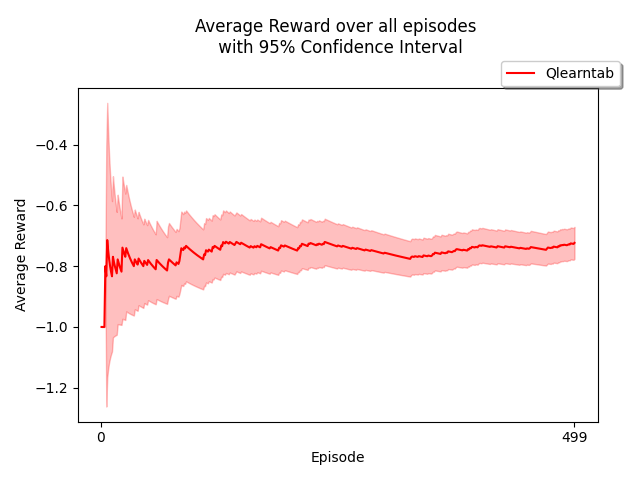 Average Reward over all episodes
with 95% Confidence Interval
Qlearntab
−0.4
−0.6
−0.8
−1.0
−1.2
Average Reward
0
499
Episode